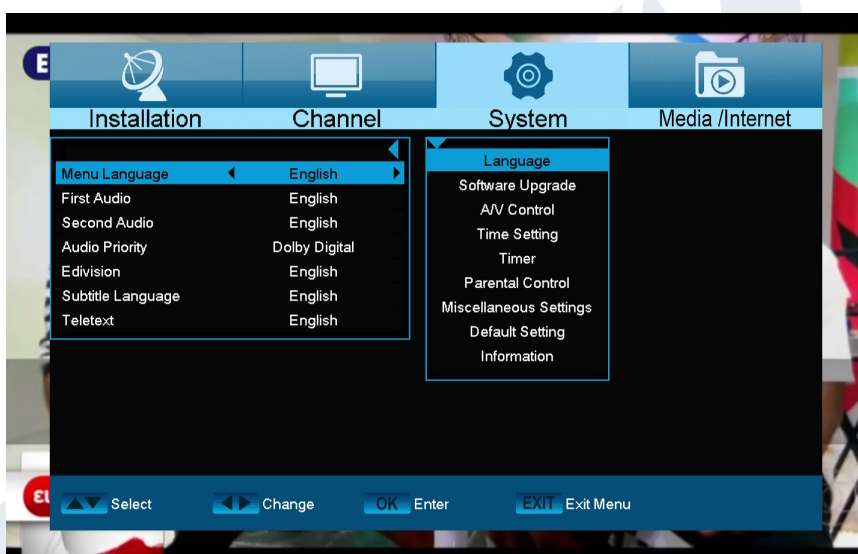 E
Installation Channel System Media /Internet
Language
Menu Language English
Software Upgrade
First Audio English
A/V Control
Second Audio English
Time Setting
Audio Priority Dolby Digital
Timer
Edivision English
Parental Control
Subtitle Language English
Miscellaneous Settings
Teletext English
Default Setting
Information
ει
Select Change OK Enter EXIT Exit Menu